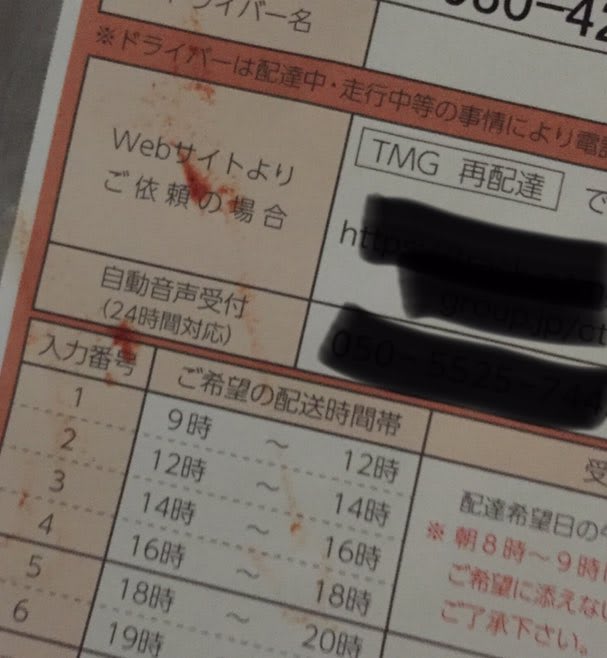 ドライバー名
※ドライバーは配達中・走行中等の事情により電話
Webサイトより
ご依頼の場合
TMG 再配達 で
自動音声受付
(24時間対応)
入力番号 ご希望の配送時間帯 受
1 9時 ~ 12時
2 12時 ~ 14時
3 14時 ~ 16時
4 16時 ~ 18時
5 18時 ~ 20時
6 19時
配達希望日の
※ 朝8時~9時
ご希望に添えない
ご了承下さい。